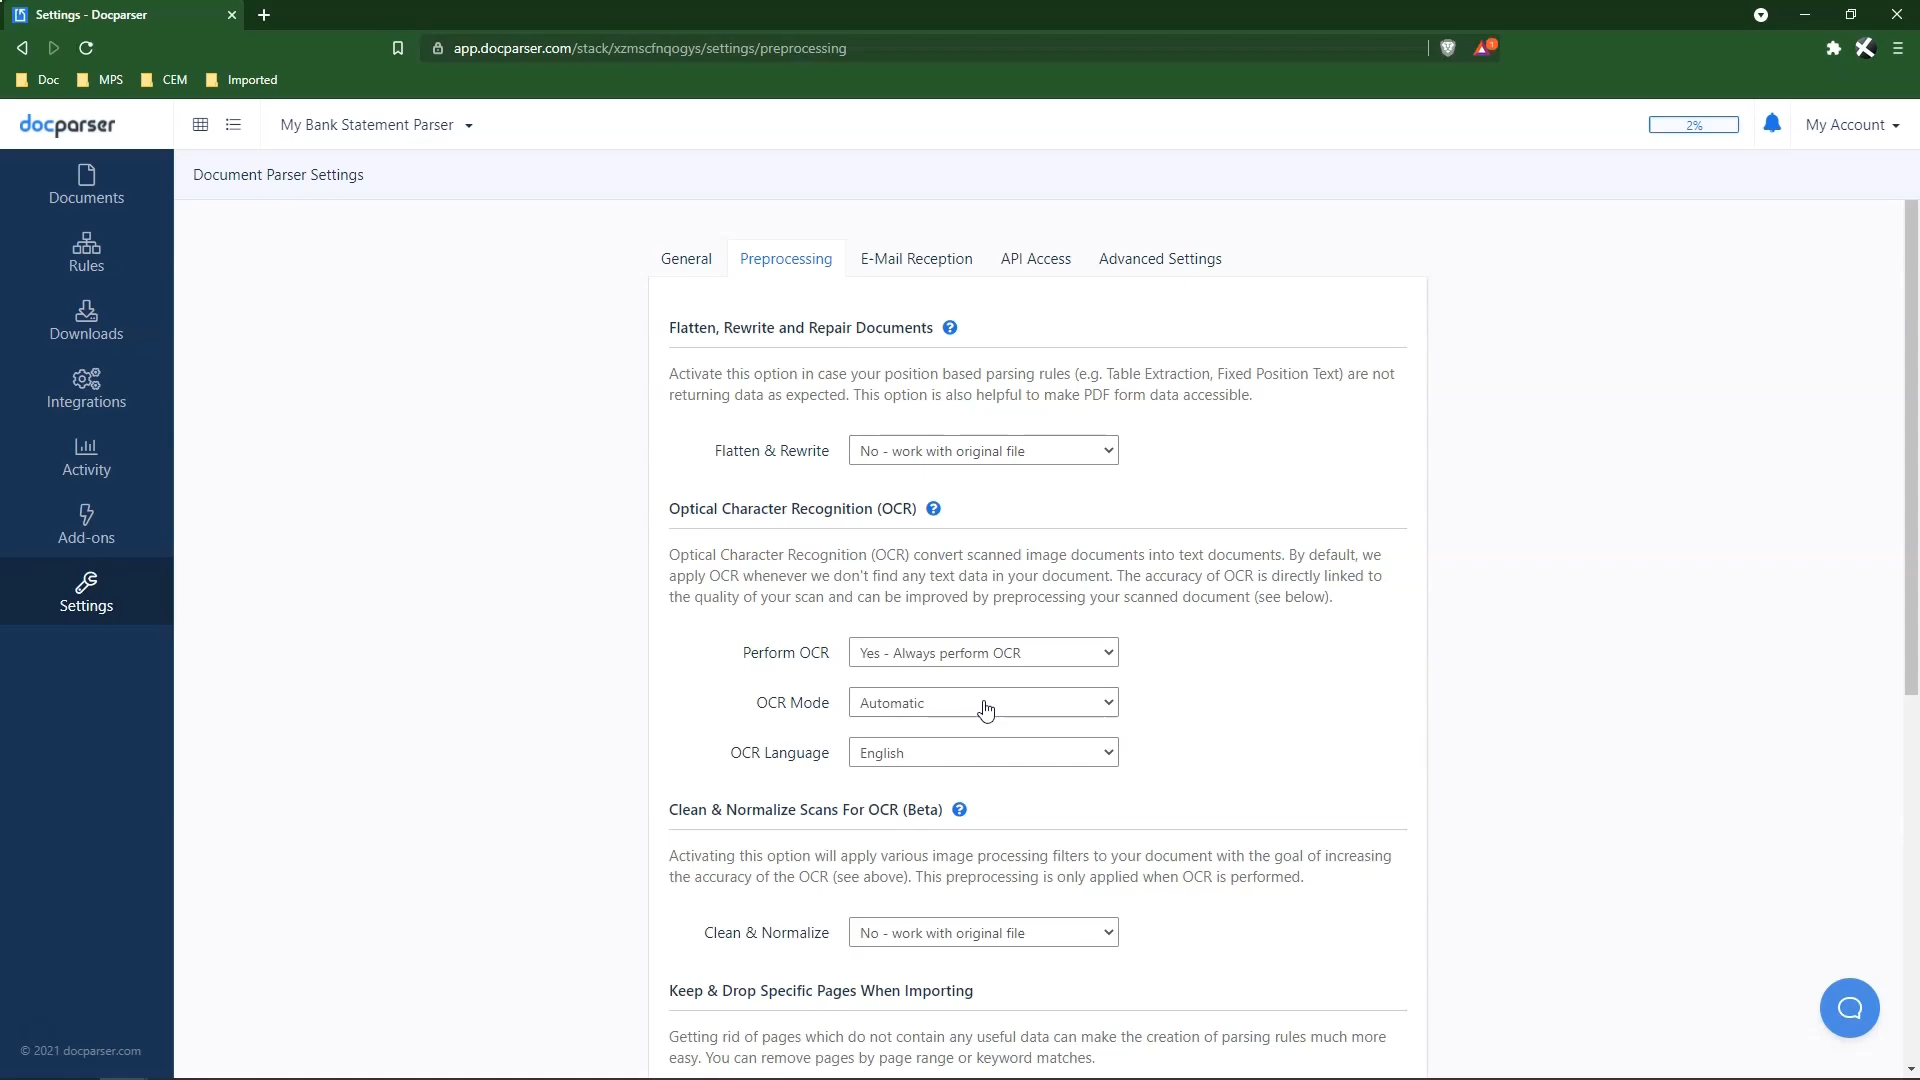 Settings - Docparser
app.docparser.com/stack/xzmscfnqogys/settings/preprocessing
1
Doc
MPS
CEM
Imported
docparser
My Bank Statement Parser
2%
My Account
Documents
Rules
Downloads
Integrations
Activity
Add-ons
Settings
© 2021 docparser.com
Document Parser Settings
General
Preprocessing
E-Mail Reception
API Access
Advanced Settings
Flatten, Rewrite and Repair Documents ?
Activate this option in case your position based parsing rules (e.g. Table Extraction, Fixed Position Text) are not
returning data as expected. This option is also helpful to make PDF form data accessible.
Flatten & Rewrite
No - work with original file
Optical Character Recognition (OCR) ?
Optical Character Recognition (OCR) convert scanned image documents into text documents. By default, we
apply OCR whenever we don't find any text data in your document. The accuracy of OCR is directly linked to
the quality of your scan and can be improved by preprocessing your scanned document (see below).
Perform OCR
Yes - Always perform OCR
OCR Mode
Automatic
OCR Language
English
Clean & Normalize Scans For OCR (Beta) ?
Activating this option will apply various image processing filters to your document with the goal of increasing
the accuracy of the OCR (see above). This preprocessing is only applied when OCR is performed.
Clean & Normalize
No - work with original file
Keep & Drop Specific Pages When Importing
Getting rid of pages which do not contain any useful data can make the creation of parsing rules much more
easy. You can remove pages by page range or keyword matches.